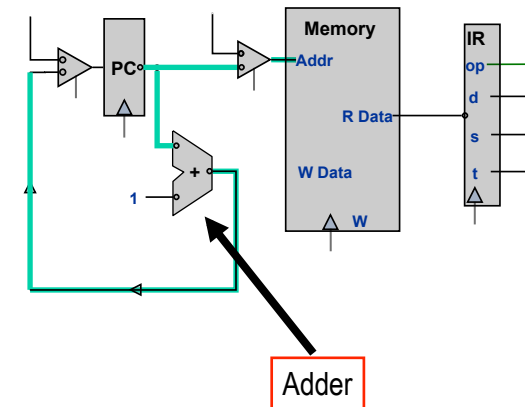 Memory
IR
PC
Addr
op
d
R Data
s
+
W Data
t
1
W
Adder